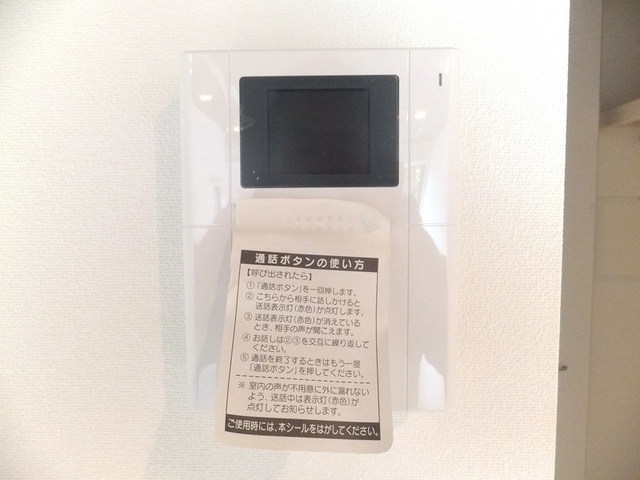 通話ボタンの使い方
【呼び出されたら】
①「通話ボタン」を一回押します。
② こちらから相手に話しかけると
送話表示灯(赤色)が点灯します。
③ 送話表示灯(赤色)が消えている
とき、相手の声が聞こえます。
④ お話しは②③を交互に繰り返して
ください。
⑤ 通話を終了するときはもう一度
「通話ボタン」を押してください。
※ 室内の声が不用意に外に漏れない
よう、送話中は表示灯(赤色)が
点灯してお知らせします。
ご使用時には、本シールをはがしてください。